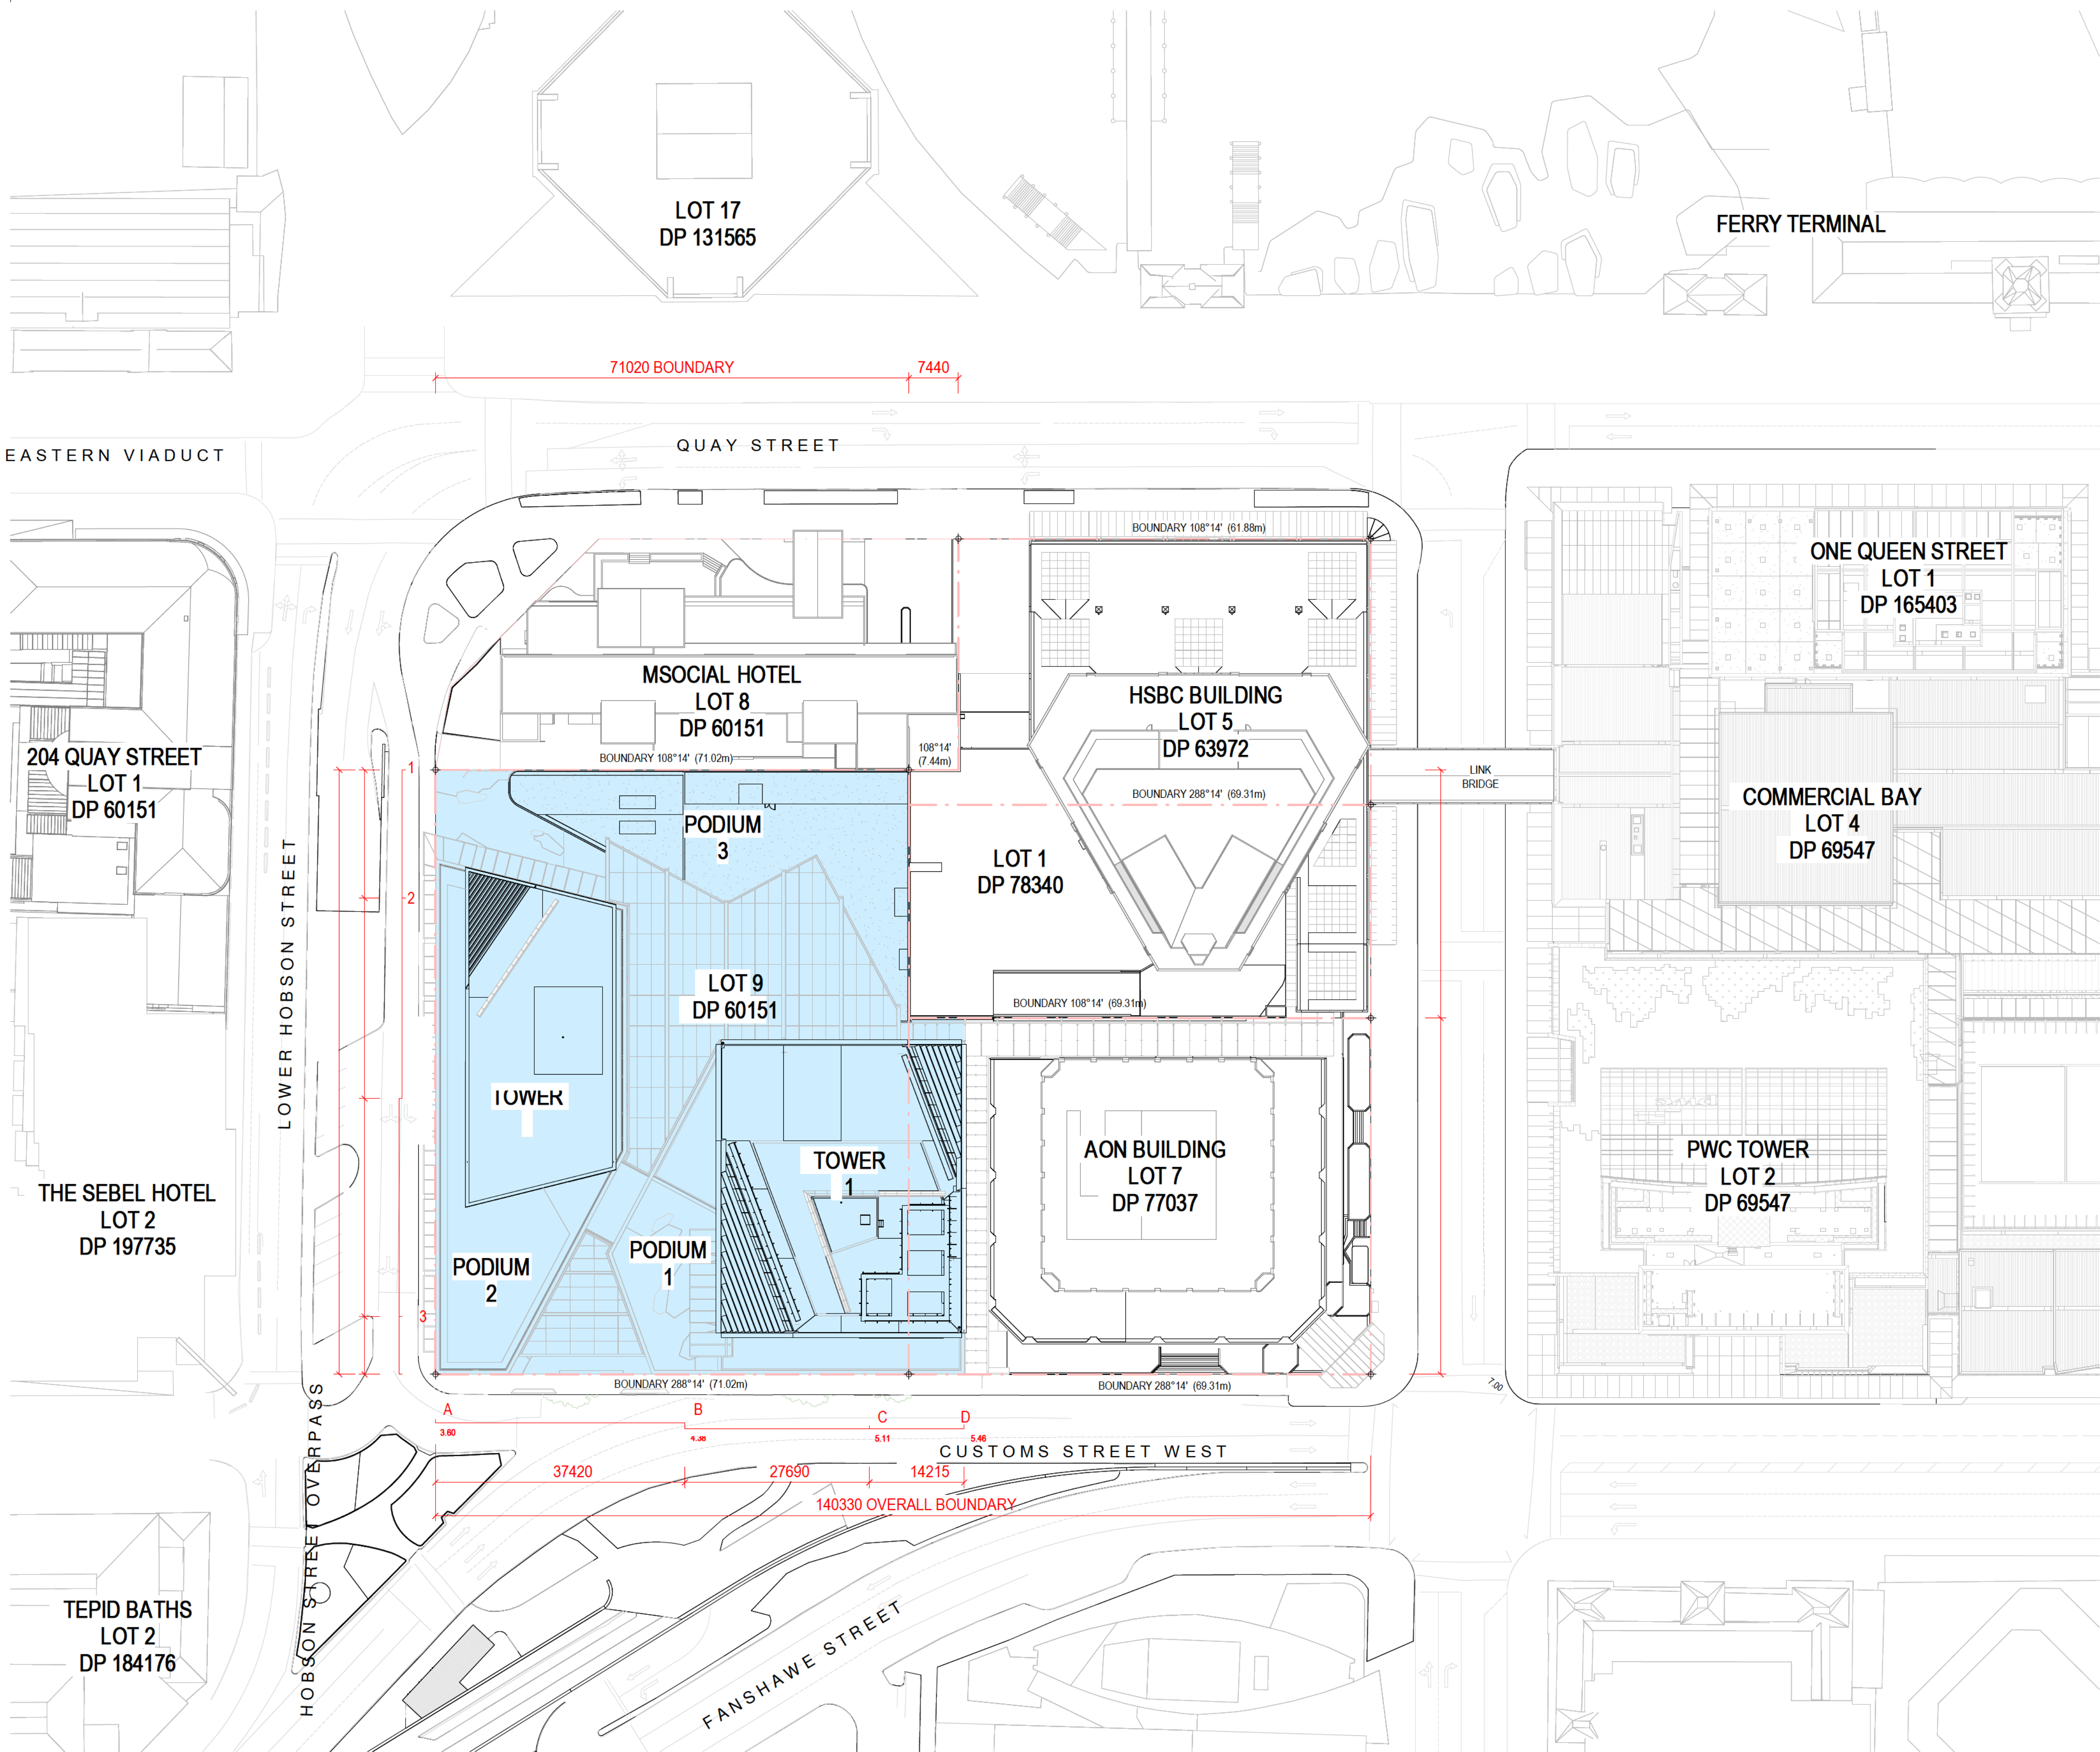 LOT 17
DP 131565
FERRY TERMINAL
71020 BOUNDARY
7440
QUAY STREET
EASTERN VIADUCT
BOUNDARY 108°14' (61.88m)
ONE QUEEN STREET
LOT 1
DP 165403
MSOCIAL HOTEL
LOT 8
DP 60151
HSBC BUILDING
LOT 5
DP 63972
204 QUAY STREET
LOT 1
DP 60151
BOUNDARY 108°14' (71.02m)
108°14'
(7.44m)
1
LINK
BRIDGE
BOUNDARY 288°14' (69.31m)
COMMERCIAL BAY
LOT 4
DP 69547
PODIUM
3
LOT 1
DP 78340
2
LOWER HOBSON STREET
LOT 9
DP 60151
BOUNDARY 108°14' (69.31m)
TOWER
TOWER
1
AON BUILDING
LOT 7
DP 77037
PWC TOWER
LOT 2
DP 69547
THE SEBEL HOTEL
LOT 2
DP 197735
PODIUM
1
PODIUM
2
3
BOUNDARY 288°14' (71.02m)
BOUNDARY 288°14' (69.31m)
7.00
A
B
C
D
3.60
4.38
5.11
5.46
CUSTOMS STREET WEST
37420
27690
14215
140330 OVERALL BOUNDARY
HOBSON STREET OVERPASS
FANSHAWE STREET
TEPID BATHS
LOT 2
DP 184176